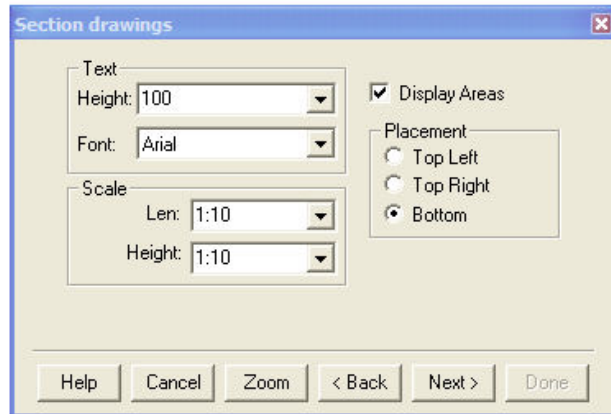 Section drawings
Text
Height: 100
Font: Arial
Scale
Len: 1:10
Height: 1:10
Display Areas
Placement
Top Left
Top Right
Bottom
Help Cancel Zoom < Back Next > Done